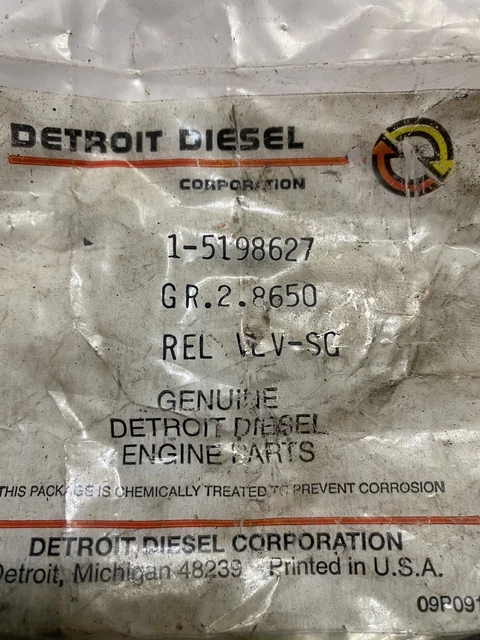 DETROIT DIESEL
CORPORATION
1-5198627
GR.2.8650
REL VLV-SG
GENUINE
DETROIT DIESEL
ENGINE PARTS
THIS PACKAGE IS CHEMICALLY TREATED TO PREVENT CORROSION
DETROIT DIESEL CORPORATION
Detroit, Michigan 48239 Printed in U.S.A.
09P091